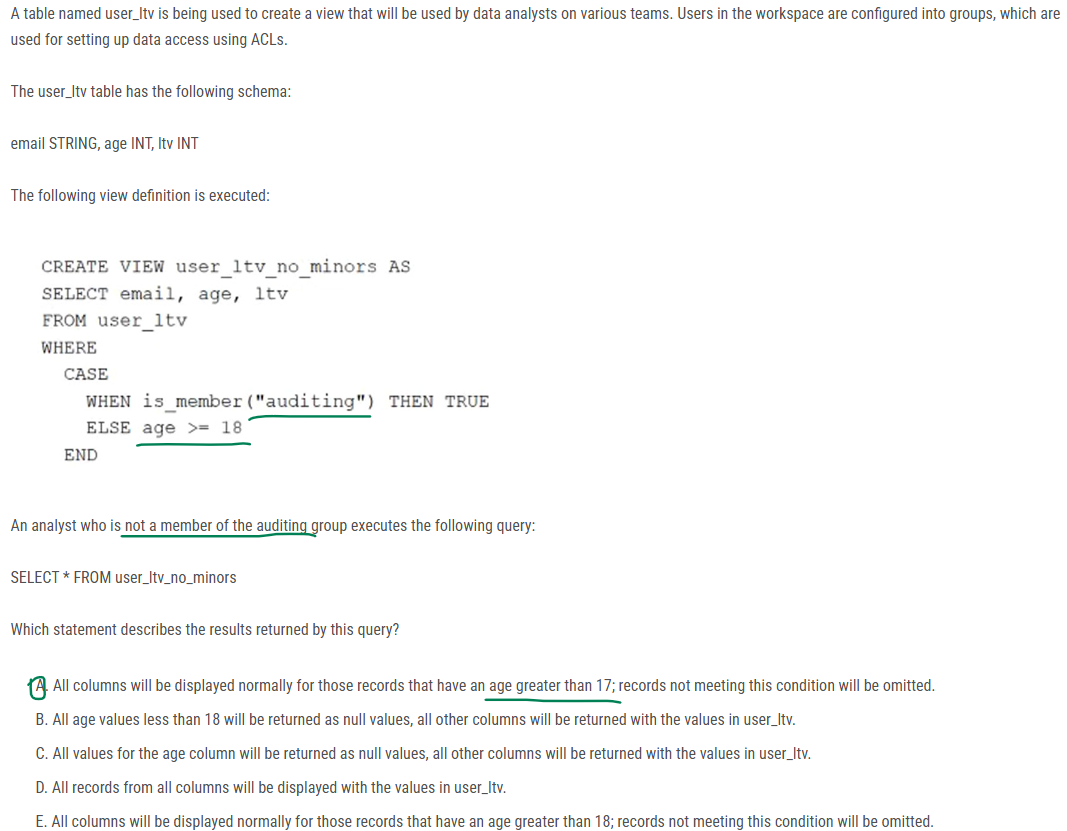 A table named user_ltv is being used to create a view that will be used by data analysts on various teams. Users in the workspace are configured into groups, which are
used for setting up data access using ACLs.
The user_ltv table has the following schema:
email STRING, age INT, ltv INT
The following view definition is executed:
CREATE VIEW user_ltv_no_minors AS
SELECT email, age, ltv
FROM user_ltv
WHERE
CASE
WHEN is_member("auditing") THEN TRUE
ELSE age >= 18
END
An analyst who is not a member of the auditing group executes the following query:
SELECT * FROM user_ltv_no_minors
Which statement describes the results returned by this query?
A. All columns will be displayed normally for those records that have an age greater than 17; records not meeting this condition will be omitted.
B. All age values less than 18 will be returned as null values, all other columns will be returned with the values in user_ltv.
C. All values for the age column will be returned as null values, all other columns will be returned with the values in user_ltv.
D. All records from all columns will be displayed with the values in user_ltv.
E. All columns will be displayed normally for those records that have an age greater than 18; records not meeting this condition will be omitted.